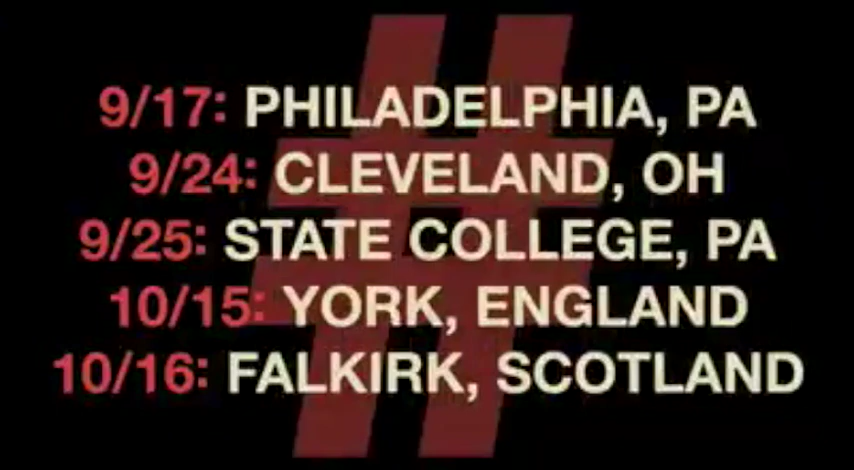 9/17: PHILADELPHIA, PA
9/24: CLEVELAND, OH
9/25: STATE COLLEGE, PA
10/15: YORK, ENGLAND
10/16: FALKIRK, SCOTLAND